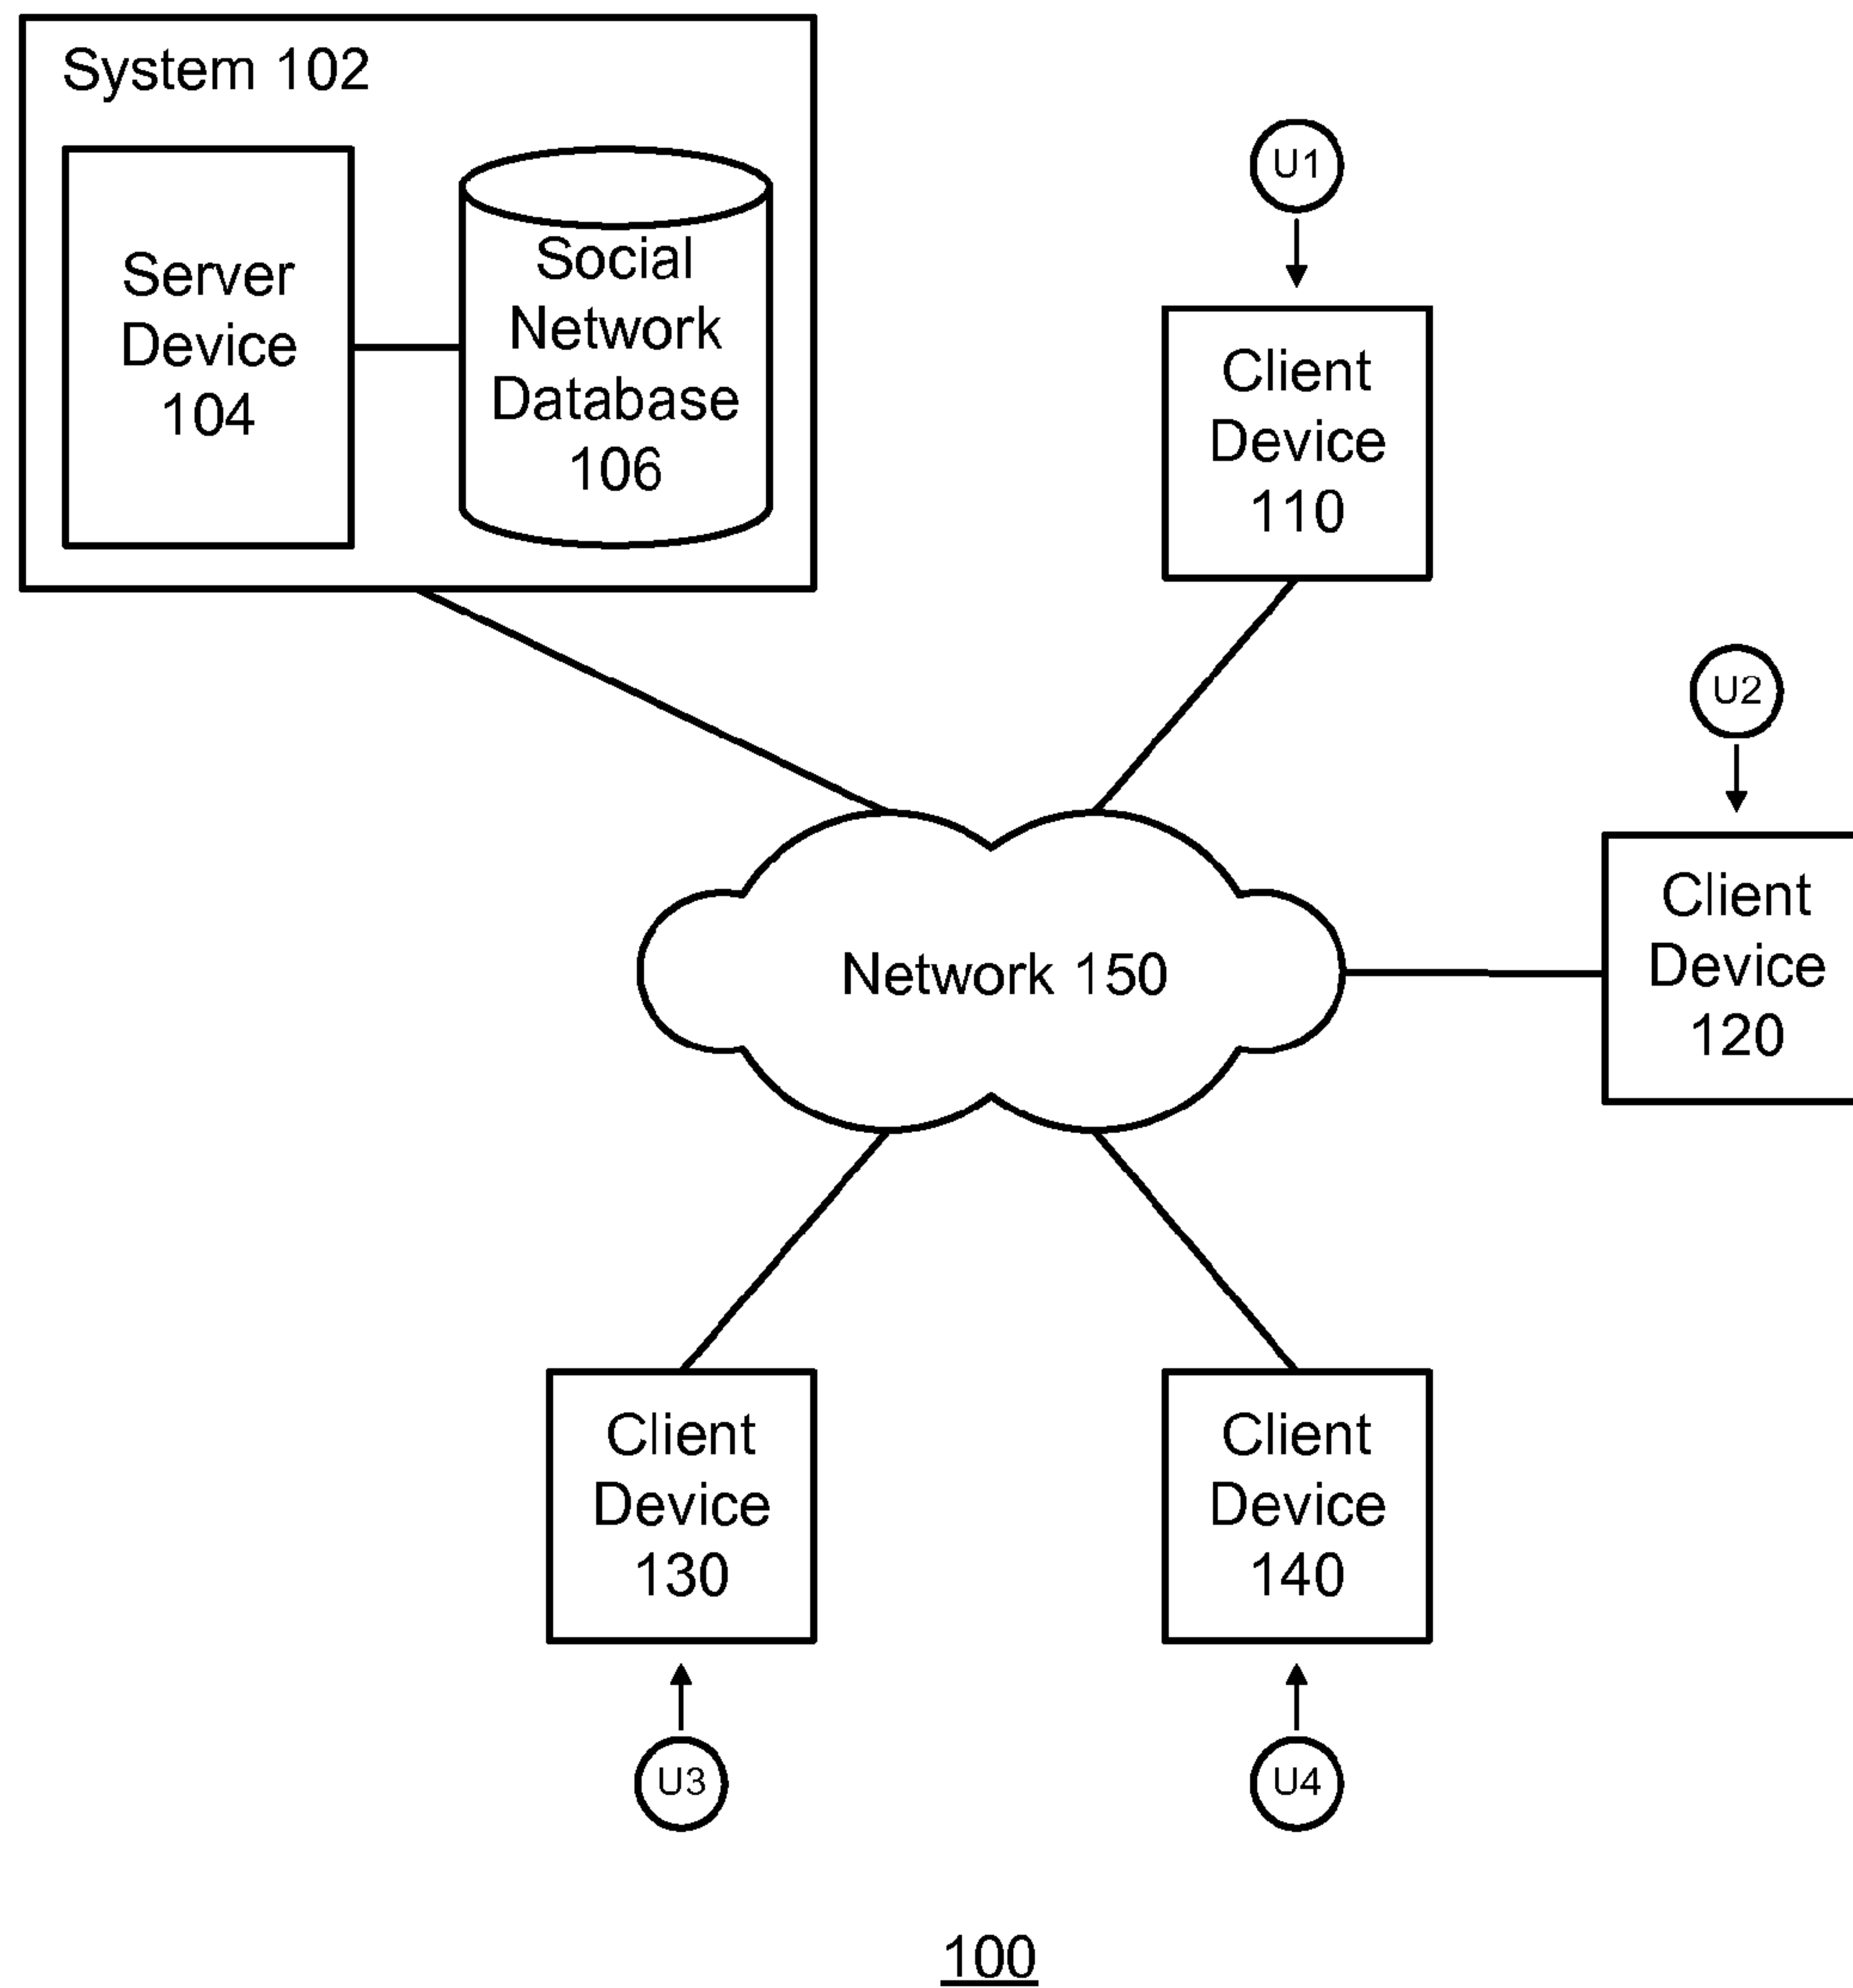 System 102
Server
Device
104
Social
Network
Database
106
U1
Client
Device
110
U2
Client
Device
120
Network 150
Client
Device
130
Client
Device
140
U3
U4
100